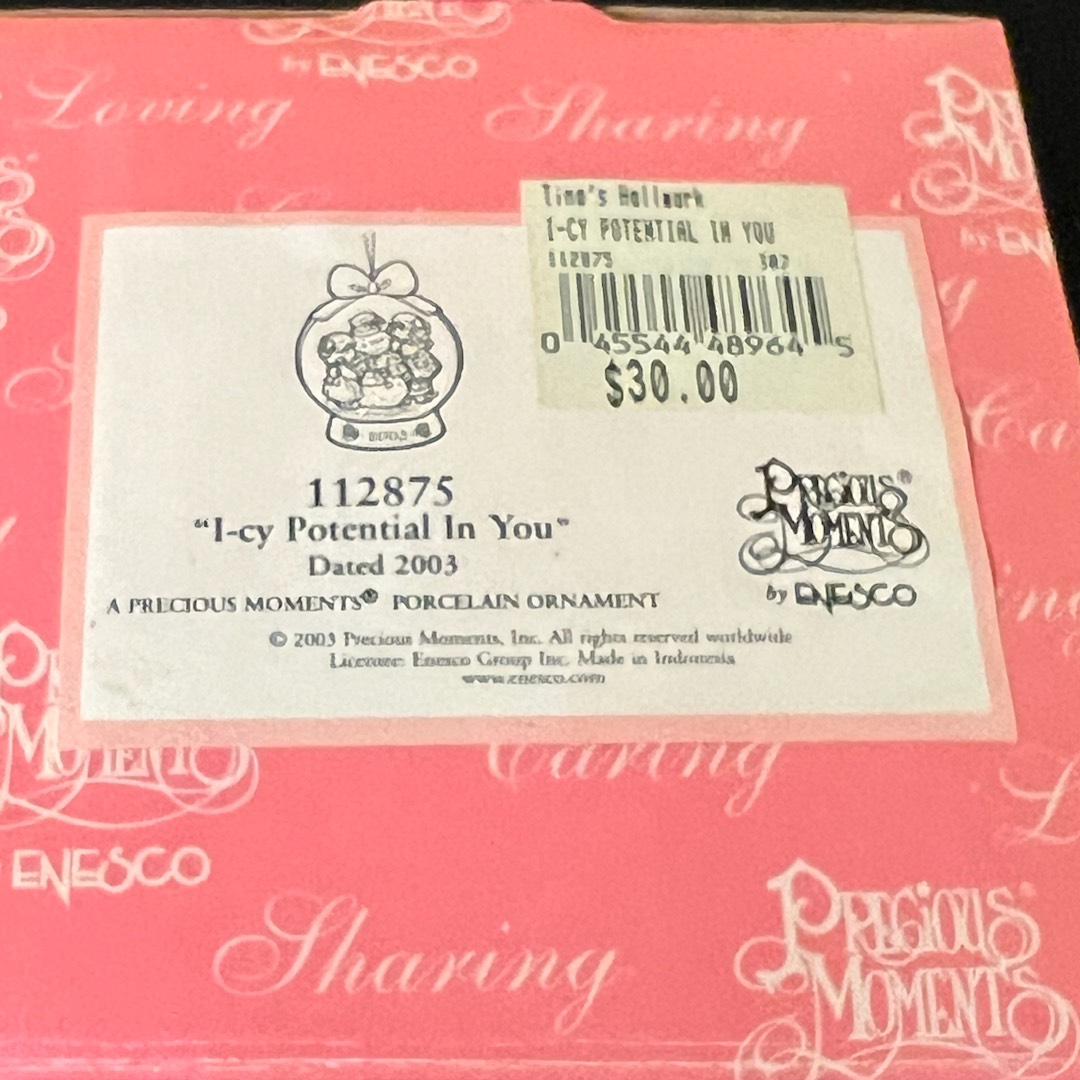 by ENESCO
Loving
Sharing
Precious Moments
by EN
Hallmark
I-CY POTENTIAL IN YOU
112875
0 45544 48964 5
$30.00
2003
112875
"I-cy Potential In You"
Dated 2003
A PRECIOUS MOMENTS® PORCELAIN ORNAMENT
© 2003 Precious Moments, Inc. All rights reserved worldwide
Licensee: Enesco Group Inc. Made in Indonesia
www.enesco.com
PRECIOUS MOMENTS®
by ENESCO
Caring
ENESCO
Sharing
PRECIOUS
MOMENTS